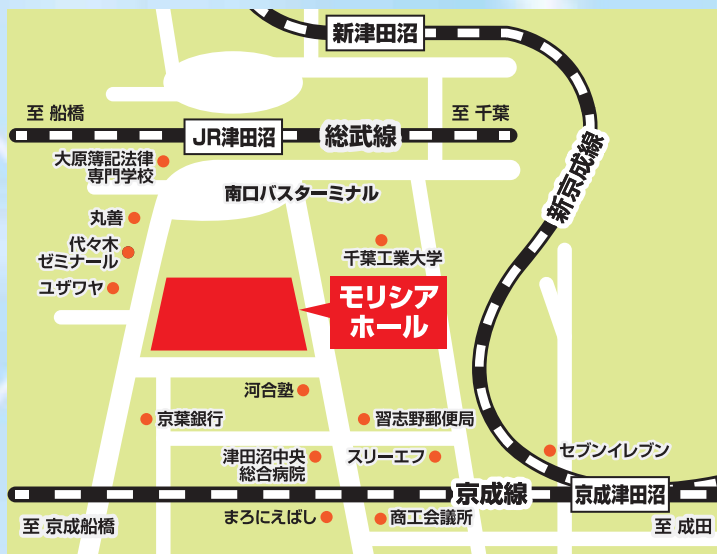 新津田沼
至 船橋
至 千葉
JR津田沼
総武線
大原簿記法律
専門学校
新京成線
南口バスターミナル
丸善
代々木
ゼミナール
千葉工業大学
ユザワヤ
モリシア
ホール
河合塾
京葉銀行
習志野郵便局
津田沼中央
総合病院
スリーエフ
セブンイレブン
京成線
京成津田沼
まろにえばし
商工会議所
至 京成船橋
至 成田